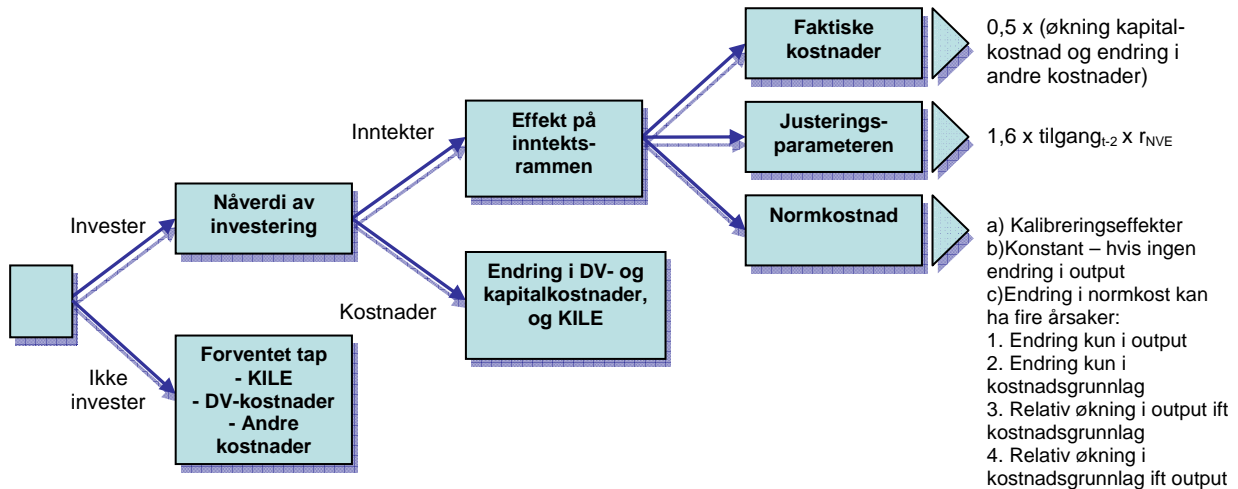 Invester
Ikke
invester
Nåverdi av
investering
Forventet tap
- KILE
- DV-kostnader
- Andre
kostnader
Inntekter
Kostnader
Effekt på
inntekts-
rammen
Endring i DV- og
kapitalkostnader,
og KILE
Faktiske
kostnader
0,5 x (økning kapital-
kostnad og endring i
andre kostnader)
Justerings-
parameteren
1,6 x tilgang t-2 x r NVE
Normkostnad
a) Kalibreringseffekter
b)Konstant – hvis ingen
endring i output
c)Endring i normkost kan
ha fire årsaker:
1. Endring kun i output
2. Endring kun i
kostnadsgrunnlag
3. Relativ økning i output ift
kostnadsgrunnlag
4. Relativ økning i
kostnadsgrunnlag ift output